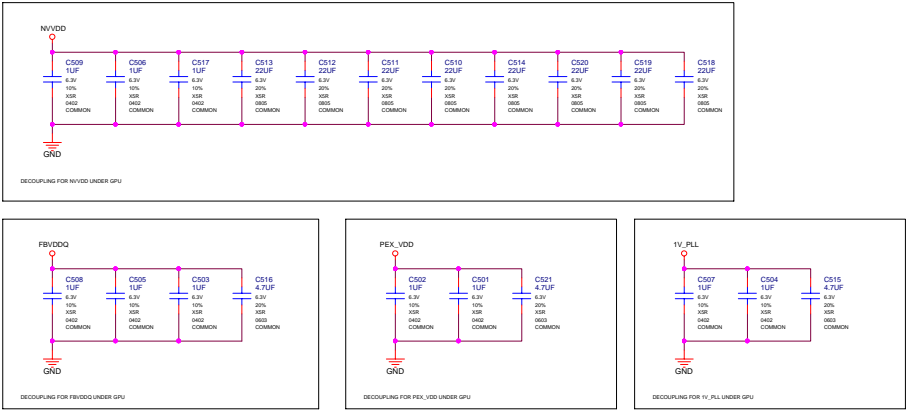 NVVDD
C509
1UF
6.3V
10%
X5R
0402
COMMON
C506
1UF
6.3V
10%
X5R
0402
COMMON
C517
1UF
6.3V
10%
X5R
0402
COMMON
C513
22UF
6.3V
20%
X5R
0805
COMMON
C512
22UF
6.3V
20%
X5R
0805
COMMON
C511
22UF
6.3V
20%
X5R
0805
COMMON
C510
22UF
6.3V
20%
X5R
0805
COMMON
C514
22UF
6.3V
20%
X5R
0805
COMMON
C520
22UF
6.3V
20%
X5R
0805
COMMON
C519
22UF
6.3V
20%
X5R
0805
COMMON
C518
22UF
6.3V
20%
X5R
0805
COMMON
GND
DECOUPLING FOR NVVDD UNDER GPU
FBVDDQ
C508
1UF
6.3V
10%
X5R
0402
COMMON
C505
1UF
6.3V
10%
X5R
0402
COMMON
C503
1UF
6.3V
10%
X5R
0402
COMMON
C516
4.7UF
6.3V
20%
X5R
0603
COMMON
GND
DECOUPLING FOR FBVDDQ UNDER GPU
PEX_VDD
C502
1UF
6.3V
10%
X5R
0402
COMMON
C501
1UF
6.3V
10%
X5R
0402
COMMON
C521
4.7UF
6.3V
20%
X5R
0603
COMMON
GND
DECOUPLING FOR PEX_VDD UNDER GPU
1V_PLL
C507
1UF
6.3V
10%
X5R
0402
COMMON
C504
1UF
6.3V
10%
X5R
0402
COMMON
C515
4.7UF
6.3V
20%
X5R
0603
COMMON
GND
DECOUPLING FOR 1V_PLL UNDER GPU